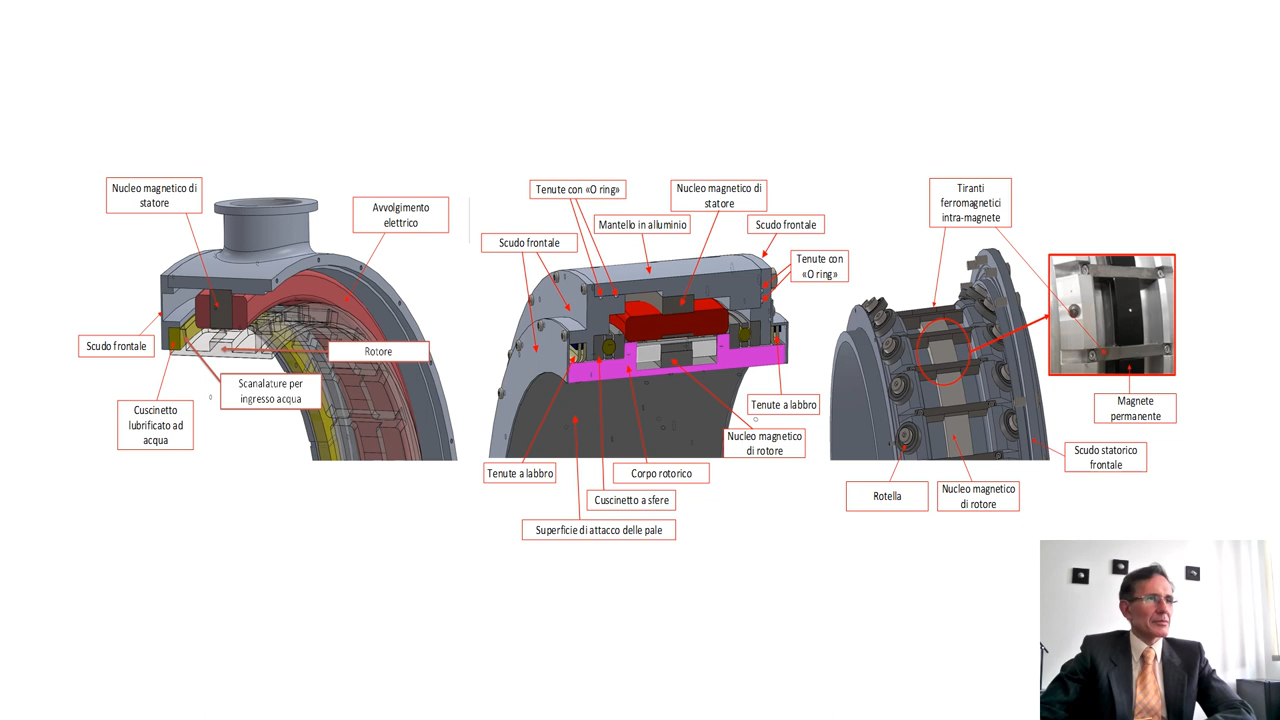 Nucleo magnetico di
statore
Avvolgimento
elettrico
Scudo frontale
Rotore
Scanalature per
ingresso acqua
Cuscinetto
lubrificato ad
acqua
Tenute con «O ring»
Nucleo magnetico di
statore
Mantello in alluminio
Scudo frontale
Scudo frontale
Tenute con
«O ring»
Tenute a labbro
Nucleo magnetico
di rotore
Tenute a labbro
Corpo rotorico
Cuscinetto a sfere
Superficie di attacco delle pale
Tiranti
ferromagnetici
intra-magnete
Magnete
permanente
Scudo statorico
frontale
Rotella
Nucleo magnetico
di rotore